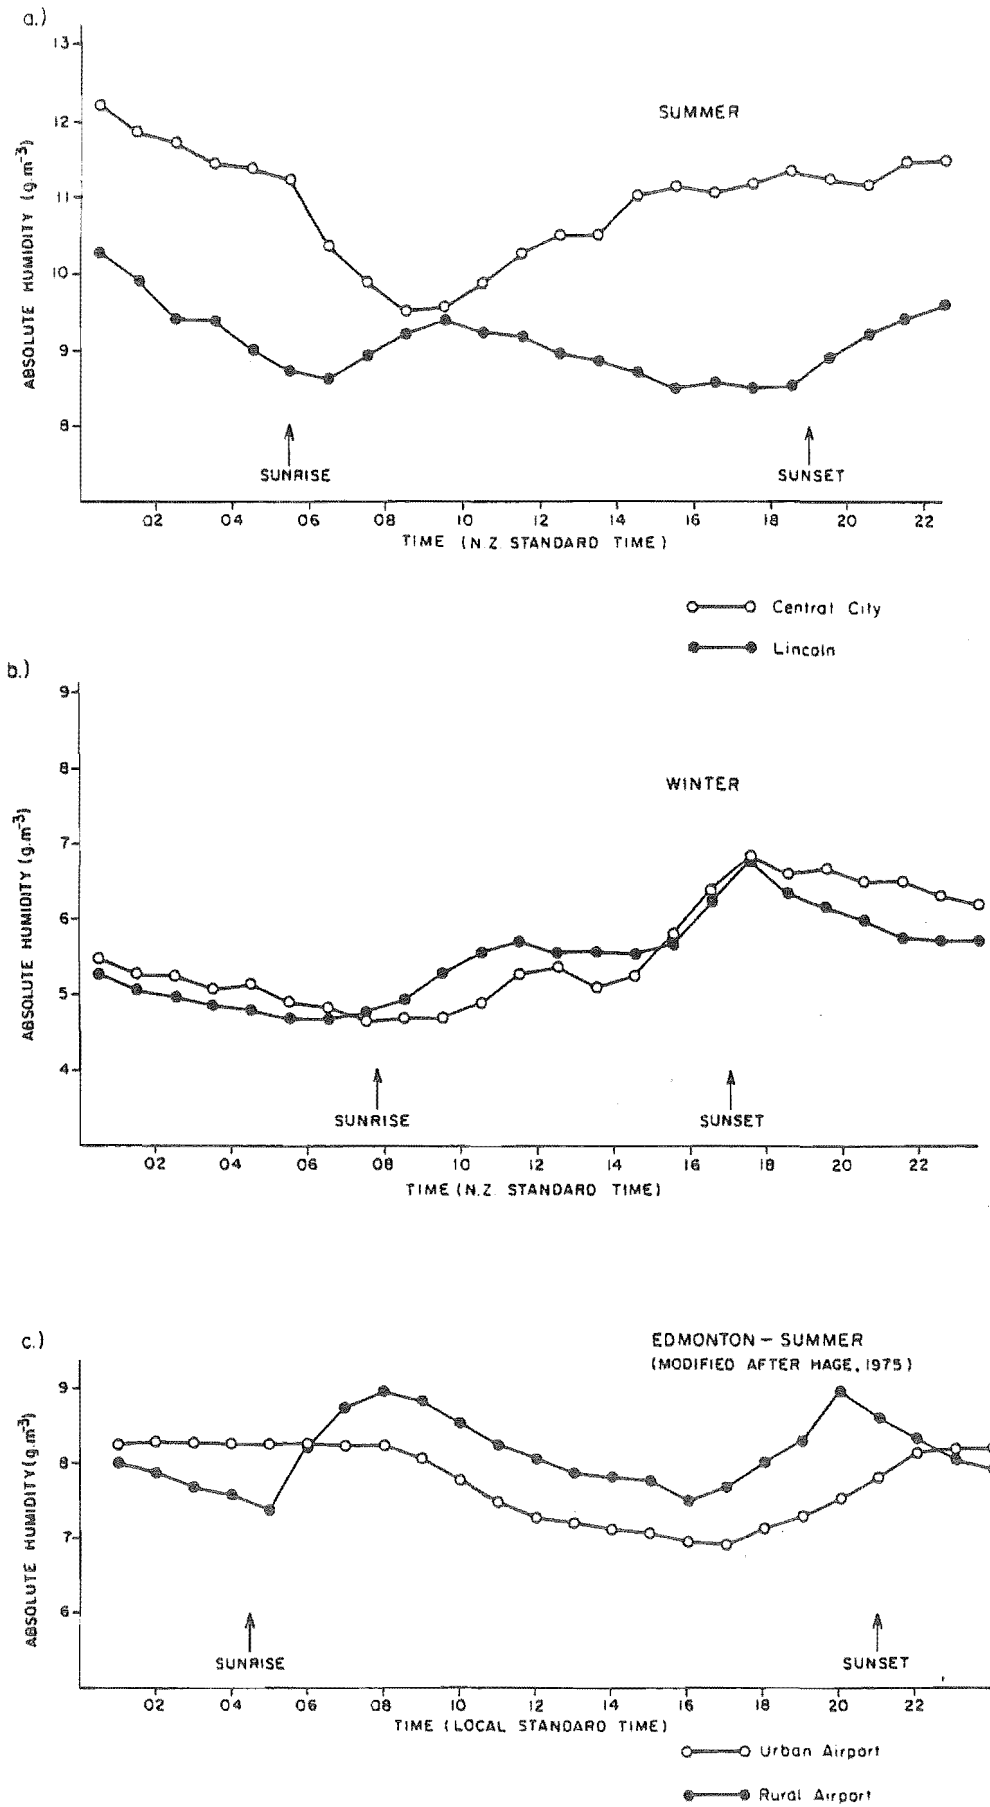 a.)
13
12
11
10
9
8
ABSOLUTE HUMIDITY (g.m⁻³)
SUMMER
SUNRISE
SUNSET
02 04 06 08 10 12 14 16 18 20 22
TIME (N.Z. STANDARD TIME)
Central City
Lincoln
b.)
9
8
7
6
5
4
ABSOLUTE HUMIDITY (g.m⁻³)
WINTER
SUNRISE
SUNSET
02 04 06 08 10 12 14 16 18 20 22
TIME (N.Z. STANDARD TIME)
c.)
EDMONTON – SUMMER
(MODIFIED AFTER HAGE, 1975)
9
8
7
6
ABSOLUTE HUMIDITY (g.m⁻³)
SUNRISE
SUNSET
02 04 06 08 10 12 14 16 18 20 22
TIME (LOCAL STANDARD TIME)
Urban Airport
Rural Airport